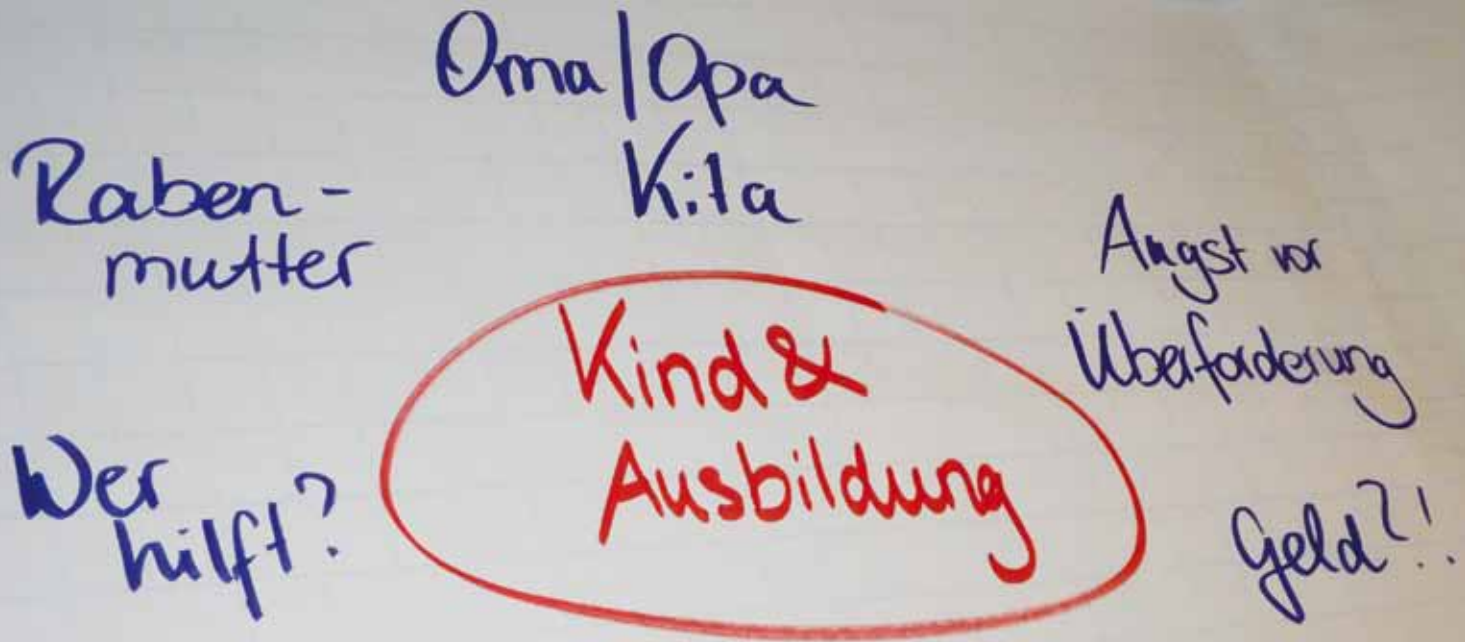 Oma/Opa
Kita
Raben-
mutter
Angst vor
Überforderung
Kind &
Ausbildung
Wer
hilft?
Geld?!